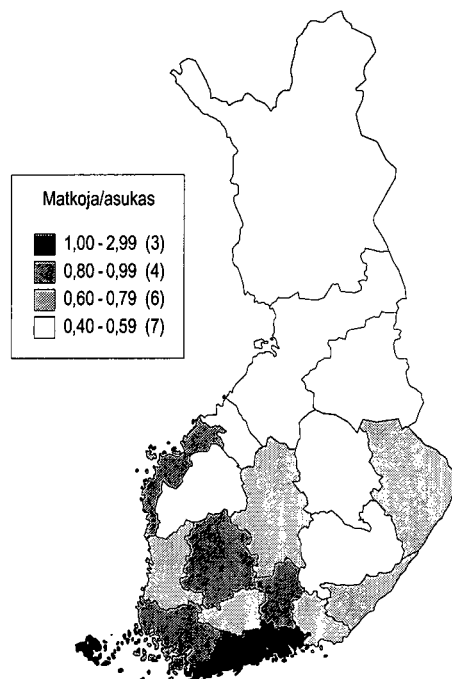 Matkoja/asukas
1,00 - 2,99 (3)
0,80 - 0,99 (4)
0,60 - 0,79 (6)
0,40 - 0,59 (7)